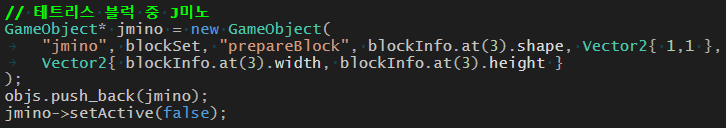 // 테트리스 블럭 중 J미노
GameObject* jmino = new GameObject(
"jmino", blockSet, "prepareBlock", blockInfo.at(3).shape, Vector2{ 1,1 },
Vector2{ blockInfo.at(3).width, blockInfo.at(3).height }
);
objs.push_back(jmino);
jmino->setActive(false);